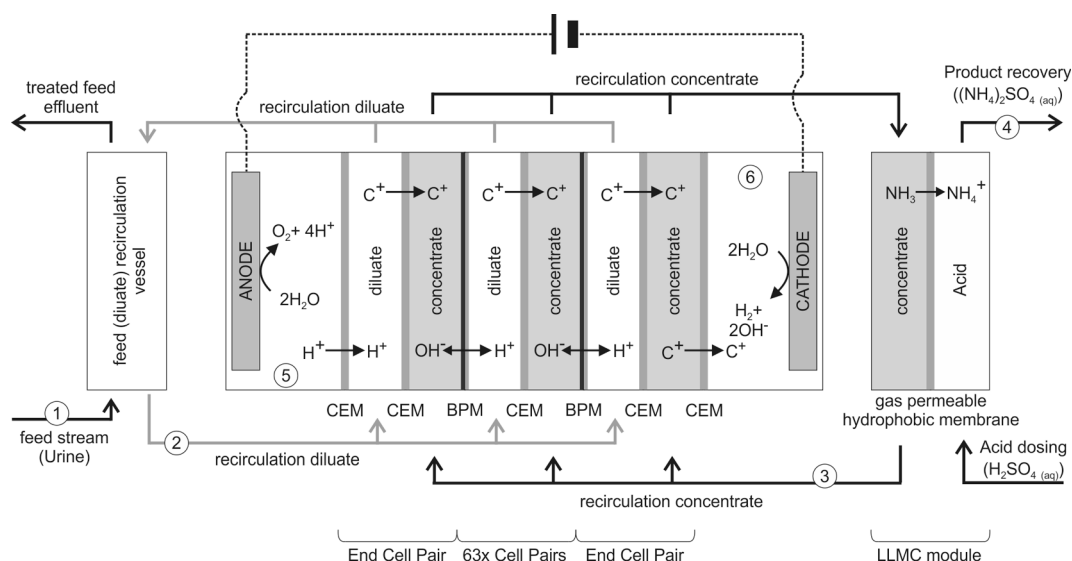 treated feed
effluent
recirculation diluate
recirculation concentrate
Product recovery
((NH₄)₂SO₄ (aq))
4
feed (diluate) recirculation
vessel
ANODE
O₂+ 4H⁺
2H₂O
H⁺
H⁺
5
diluate
C⁺
C⁺
concentrate
OH⁻
H⁺
diluate
C⁺
C⁺
concentrate
OH⁻
H⁺
diluate
C⁺
C⁺
concentrate
C⁺
C⁺
6
2H₂O
H₂+
2OH⁻
CATHODE
NH₃
NH₄⁺
concentrate
Acid
CEM
CEM
BPM
CEM
BPM
CEM
CEM
gas permeable
hydrophobic membrane
1
feed stream
(Urine)
2
recirculation diluate
3
recirculation concentrate
Acid dosing
(H₂SO₄ (aq))
End Cell Pair
63x Cell Pairs
End Cell Pair
LLMC module